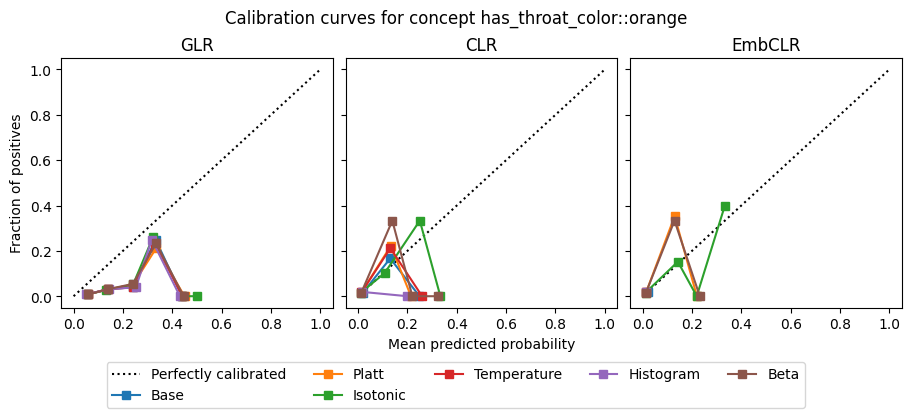 Calibration curves for concept has_throat_color::orange
GLR
CLR
EmbCLR
Fraction of positives
1.0
0.8
0.6
0.4
0.2
0.0
0.0 0.2 0.4 0.6 0.8 1.0
0.0 0.2 0.4 0.6 0.8 1.0
0.0 0.2 0.4 0.6 0.8 1.0
Mean predicted probability
Perfectly calibrated
Base
Platt
Isotonic
Temperature
Histogram
Beta